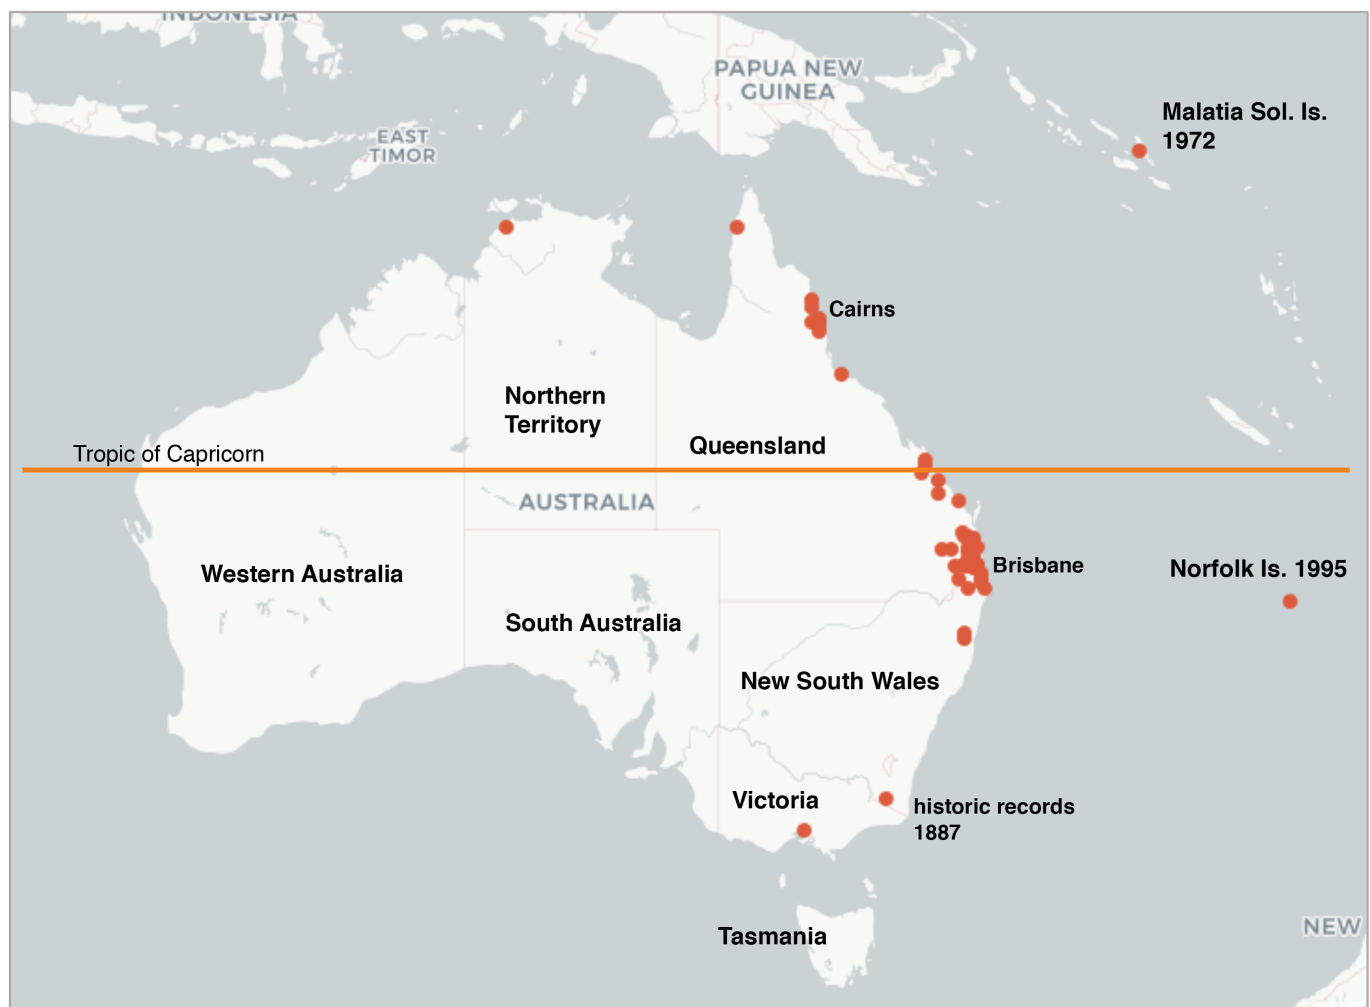 INDONESIA
PAPUA NEW
GUINEA
Malatia Sol. Is.
1972
EAST
TIMOR
Cairns
Northern
Territory
Queensland
Tropic of Capricorn
AUSTRALIA
Western Australia
Brisbane
Norfolk Is. 1995
South Australia
New South Wales
Victoria
historic records
1887
Tasmania
NEW